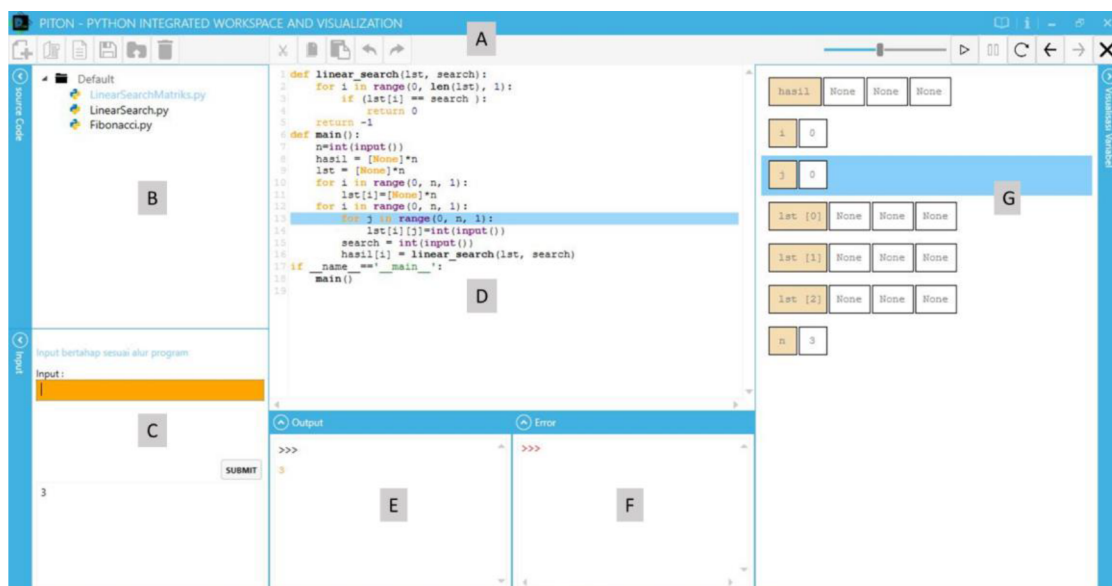 PITON - PYTHON INTEGRATED WORKSPACE AND VISUALIZATION
A
Source Code
Default
LinearSearchMatriks.py
LinearSearch.py
Fibonacci.py
B
Input
Input bertahap sesuai alur program
Input :
C
SUBMIT
3
1 def linear_search(lst, search):
2 for i in range(0, len(lst), 1):
3 if (lst[i] == search ):
4 return 0
5 return -1
6 def main():
7 n=int(input())
8 hasil = [None]*n
9 lst = [None]*n
10 for i in range(0, n, 1):
11 lst[i]=[None]*n
12 for i in range(0, n, 1):
13 for j in range(0, n, 1):
14 lst[i][j]=int(input())
15 search = int(input())
16 hasil[i] = linear_search(lst, search)
17 if __name__=='__main__':
18 main()
19
D
Output
>>>
3
E
Error
>>>
F
hasil None None None
i 0
j 0
lst [0] None None None
lst [1] None None None
lst [2] None None None
n 3
G
Visualisasi Variabel